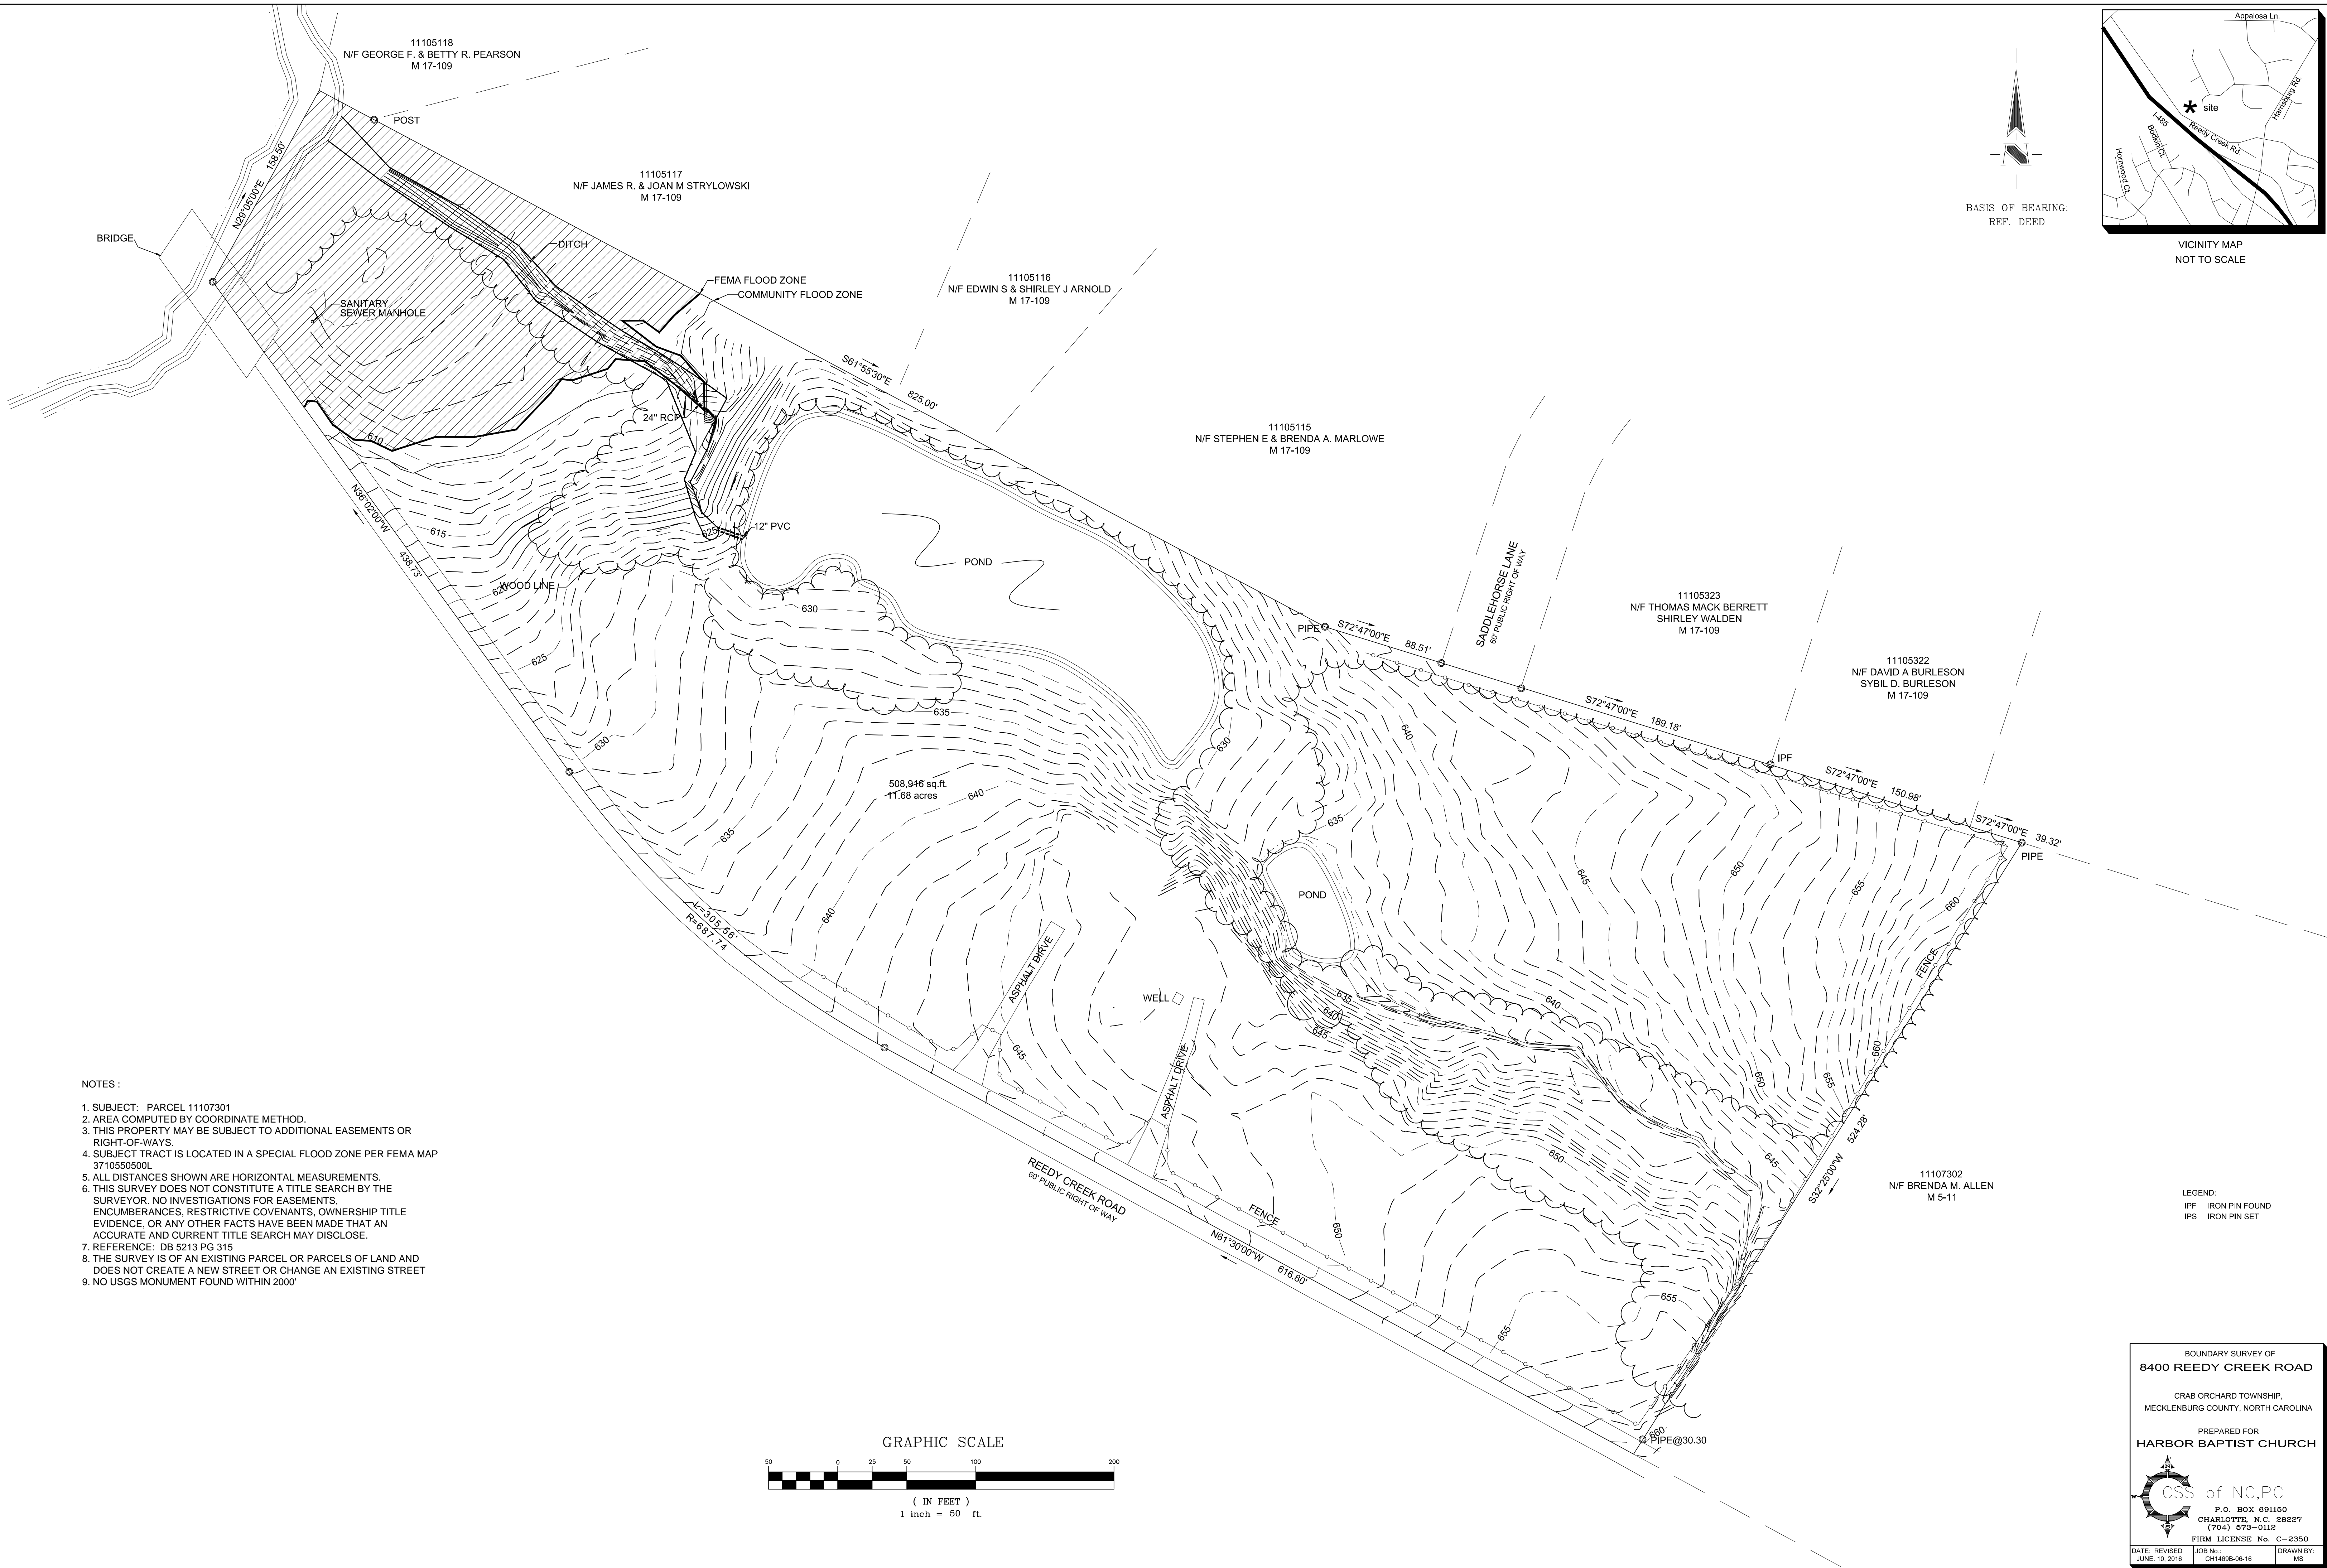 11105118
N/F GEORGE F. & BETTY R. PEARSON
M 17-109
POST
N29°05'00"E 158.50'
BRIDGE
11105117
N/F JAMES R. & JOAN M STRYLOWSKI
M 17-109
DITCH
SANITARY
SEWER MANHOLE
FEMA FLOOD ZONE
COMMUNITY FLOOD ZONE
11105116
N/F EDWIN S & SHIRLEY J ARNOLD
M 17-109
S61°55'30"E 825.00'
24" RCP
610
N36°02'00"W 438.73'
615
625
12" PVC
620
WOOD LINE
POND
630
625
635
630
11105115
N/F STEPHEN E & BRENDA A. MARLOWE
M 17-109
PIPE
S72°47'00"E 88.51'
SADDLEHORSE LANE
60' PUBLIC RIGHT OF WAY
11105323
N/F THOMAS MACK BERRETT
SHIRLEY WALDEN
M 17-109
11105322
N/F DAVID A BURLESON
SYBIL D. BURLESON
M 17-109
S72°47'00"E 189.18'
IPF
S72°47'00"E 150.98'
S72°47'00"E 39.32'
PIPE
630
640
635
645
650
655
660
508,916 sq.ft.
11.68 acres
640
635
640
L=305.56'
R=687.74
POND
ASPHALT DIRVE
WELL
ASPHALT DRIVE
645
635
640
645
640
FENCE
660
655
650
645
650
650
524.28'
S32°25'00"W
11107302
N/F BRENDA M. ALLEN
M 5-11
REEDY CREEK ROAD
60' PUBLIC RIGHT OF WAY
FENCE
N61°30'00"W 616.80'
655
655
660
PIPE@30.30
BASIS OF BEARING:
REF. DEED
N
Appalosa Ln.
Harrisburg Rd.
site
I-485
Reedy Creek Rd.
Bodkin Ct.
Hornwood Ct.
VICINITY MAP
NOT TO SCALE
NOTES :
1. SUBJECT: PARCEL 11107301
2. AREA COMPUTED BY COORDINATE METHOD.
3. THIS PROPERTY MAY BE SUBJECT TO ADDITIONAL EASEMENTS OR
RIGHT-OF-WAYS.
4. SUBJECT TRACT IS LOCATED IN A SPECIAL FLOOD ZONE PER FEMA MAP
3710550500L
5. ALL DISTANCES SHOWN ARE HORIZONTAL MEASUREMENTS.
6. THIS SURVEY DOES NOT CONSTITUTE A TITLE SEARCH BY THE
SURVEYOR. NO INVESTIGATIONS FOR EASEMENTS,
ENCUMBERANCES, RESTRICTIVE COVENANTS, OWNERSHIP TITLE
EVIDENCE, OR ANY OTHER FACTS HAVE BEEN MADE THAT AN
ACCURATE AND CURRENT TITLE SEARCH MAY DISCLOSE.
7. REFERENCE: DB 5213 PG 315
8. THE SURVEY IS OF AN EXISTING PARCEL OR PARCELS OF LAND AND
DOES NOT CREATE A NEW STREET OR CHANGE AN EXISTING STREET
9. NO USGS MONUMENT FOUND WITHIN 2000'
LEGEND:
IPF IRON PIN FOUND
IPS IRON PIN SET
GRAPHIC SCALE
50 0 25 50 100 200
( IN FEET )
1 inch = 50 ft.
BOUNDARY SURVEY OF
8400 REEDY CREEK ROAD
CRAB ORCHARD TOWNSHIP,
MECKLENBURG COUNTY, NORTH CAROLINA
PREPARED FOR
HARBOR BAPTIST CHURCH
CSS of NC,PC
P.O. BOX 691150
CHARLOTTE, N.C. 28227
(704) 573-0112
FIRM LICENSE No. C-2350
DATE: REVISED
JUNE. 10, 2016
JOB No.:
CH1469B-06-16
DRAWN BY:
MS